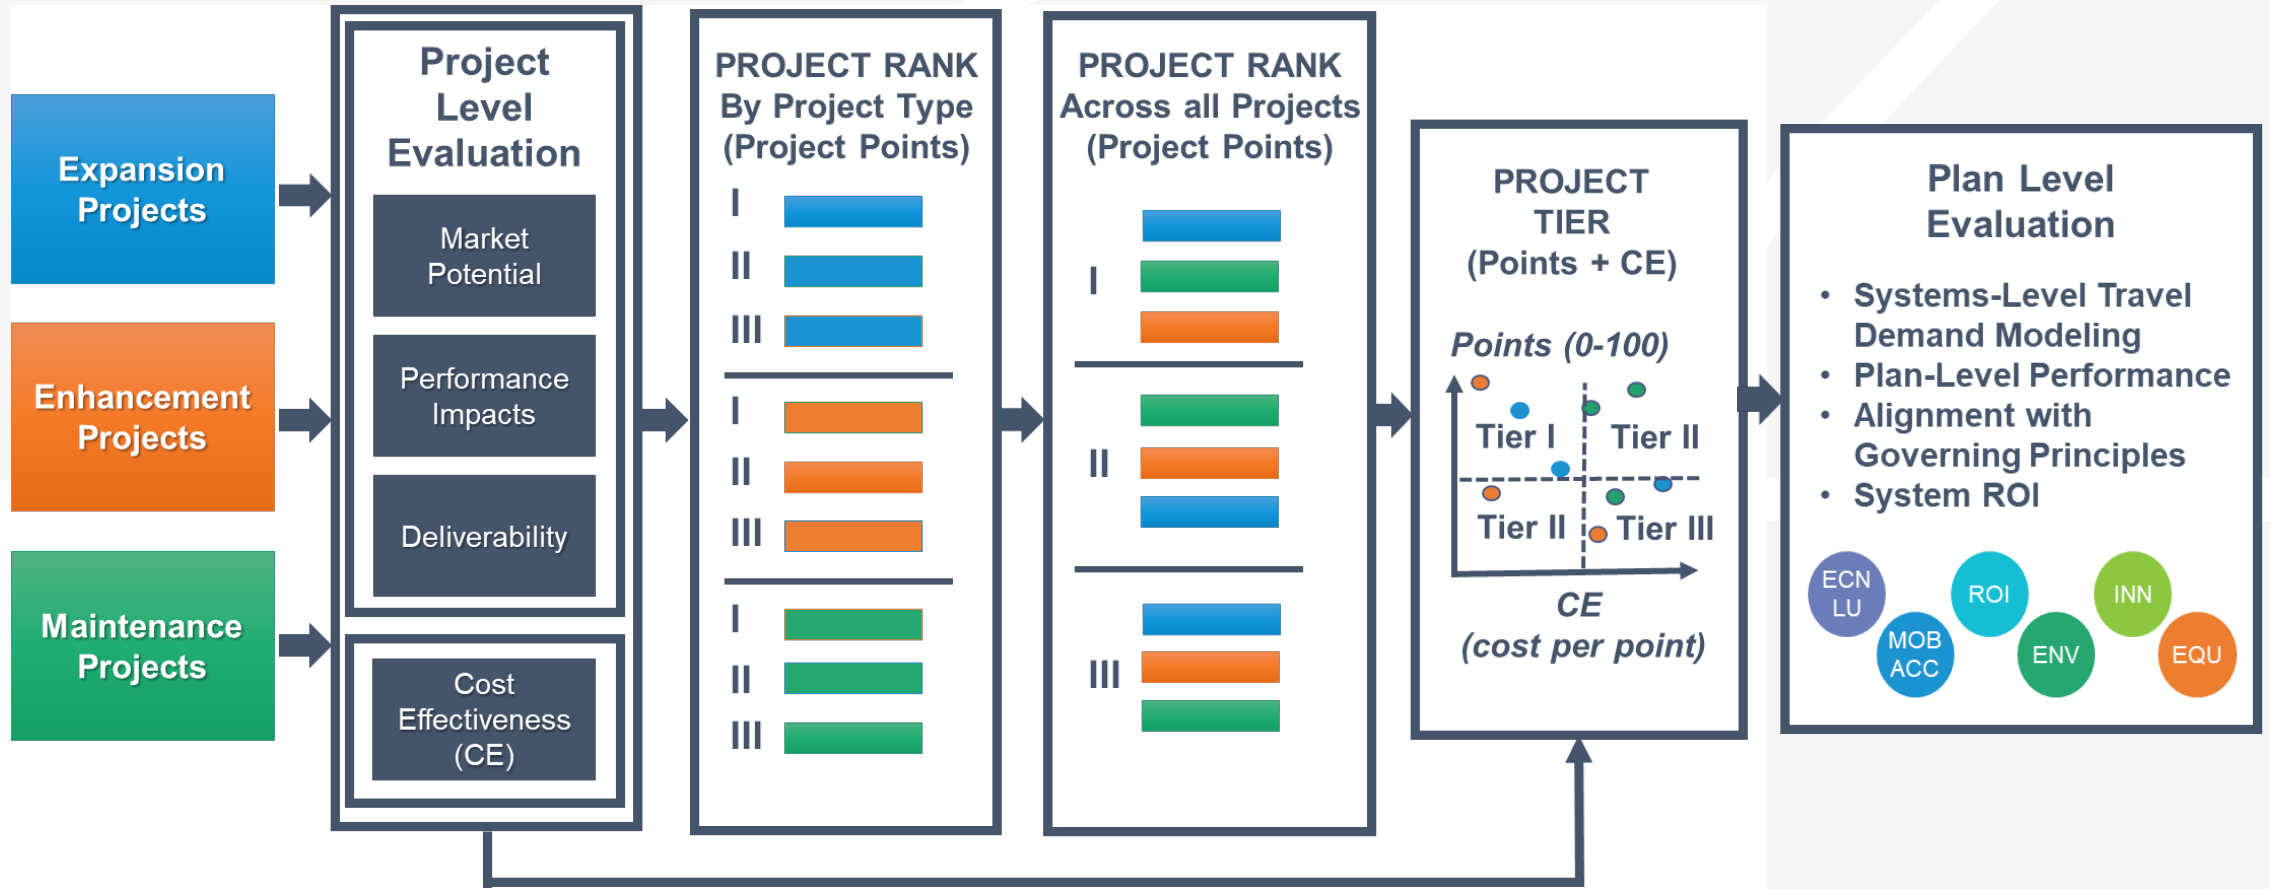 Expansion
Projects
Enhancement
Projects
Maintenance
Projects
Project
Level
Evaluation
Market
Potential
Performance
Impacts
Deliverability
Cost
Effectiveness
(CE)
PROJECT RANK
By Project Type
(Project Points)
I
II
III
I
II
III
I
II
III
PROJECT RANK
Across all Projects
(Project Points)
I
II
III
PROJECT
TIER
(Points + CE)
Points (0-100)
Tier I
Tier II
Tier II
Tier III
CE
(cost per point)
Plan Level
Evaluation
• Systems-Level Travel
Demand Modeling
• Plan-Level Performance
• Alignment with
Governing Principles
• System ROI
ECN
LU
MOB
ACC
ROI
ENV
INN
EQU